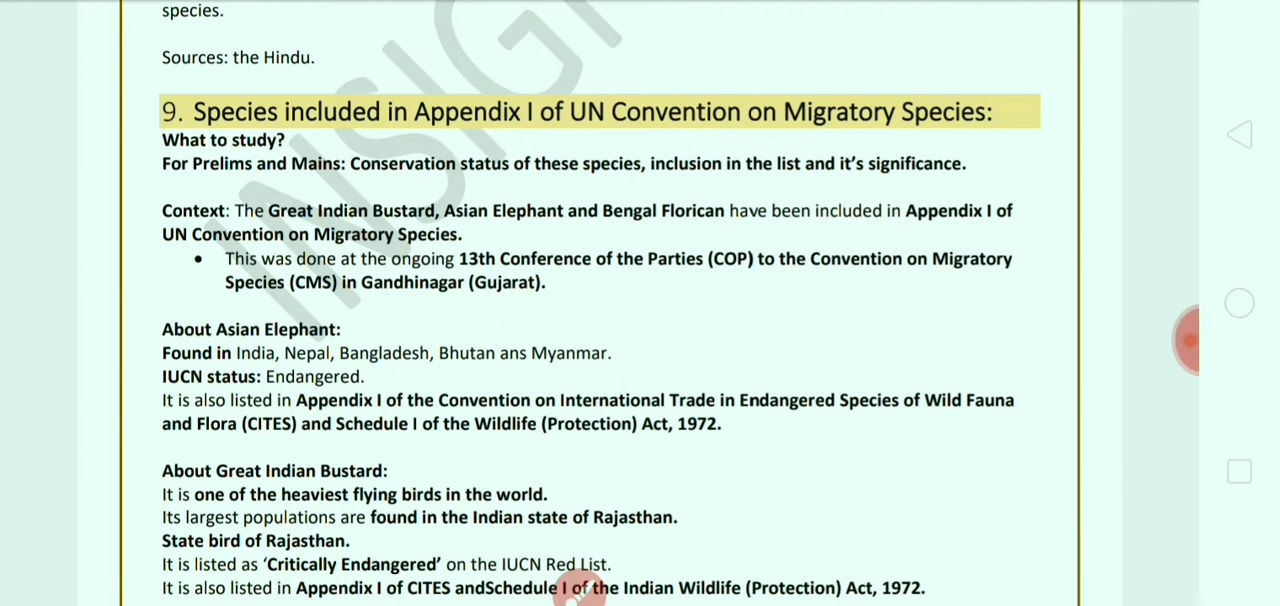 species.
Sources: the Hindu.
9. Species included in Appendix I of UN Convention on Migratory Species:
What to study?
For Prelims and Mains: Conservation status of these species, inclusion in the list and it’s significance.
Context: The Great Indian Bustard, Asian Elephant and Bengal Florican have been included in Appendix I of
UN Convention on Migratory Species.
• This was done at the ongoing 13th Conference of the Parties (COP) to the Convention on Migratory
Species (CMS) in Gandhinagar (Gujarat).
About Asian Elephant:
Found in India, Nepal, Bangladesh, Bhutan ans Myanmar.
IUCN status: Endangered.
It is also listed in Appendix I of the Convention on International Trade in Endangered Species of Wild Fauna
and Flora (CITES) and Schedule I of the Wildlife (Protection) Act, 1972.
About Great Indian Bustard:
It is one of the heaviest flying birds in the world.
Its largest populations are found in the Indian state of Rajasthan.
State bird of Rajasthan.
It is listed as ‘Critically Endangered’ on the IUCN Red List.
It is also listed in Appendix I of CITES andSchedule I of the Indian Wildlife (Protection) Act, 1972.